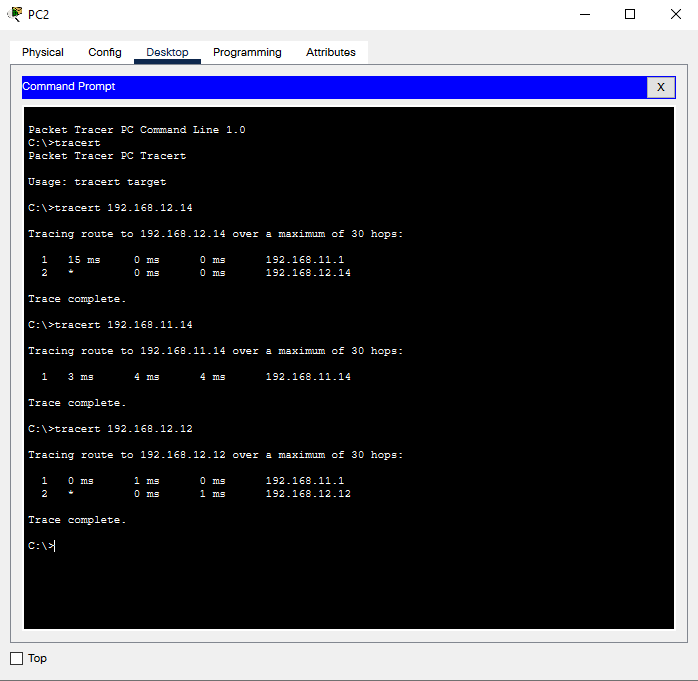 PC2
Physical Config Desktop Programming Attributes
Command Prompt X
Packet Tracer PC Command Line 1.0
C:\>tracert
Packet Tracer PC Tracert
Usage: tracert target
C:\>tracert 192.168.12.14
Tracing route to 192.168.12.14 over a maximum of 30 hops:
1 15 ms 0 ms 0 ms 192.168.11.1
2 * 0 ms 0 ms 192.168.12.14
Trace complete.
C:\>tracert 192.168.11.14
Tracing route to 192.168.11.14 over a maximum of 30 hops:
1 3 ms 4 ms 4 ms 192.168.11.14
Trace complete.
C:\>tracert 192.168.12.12
Tracing route to 192.168.12.12 over a maximum of 30 hops:
1 0 ms 1 ms 0 ms 192.168.11.1
2 * 0 ms 1 ms 192.168.12.12
Trace complete.
C:\>
Top